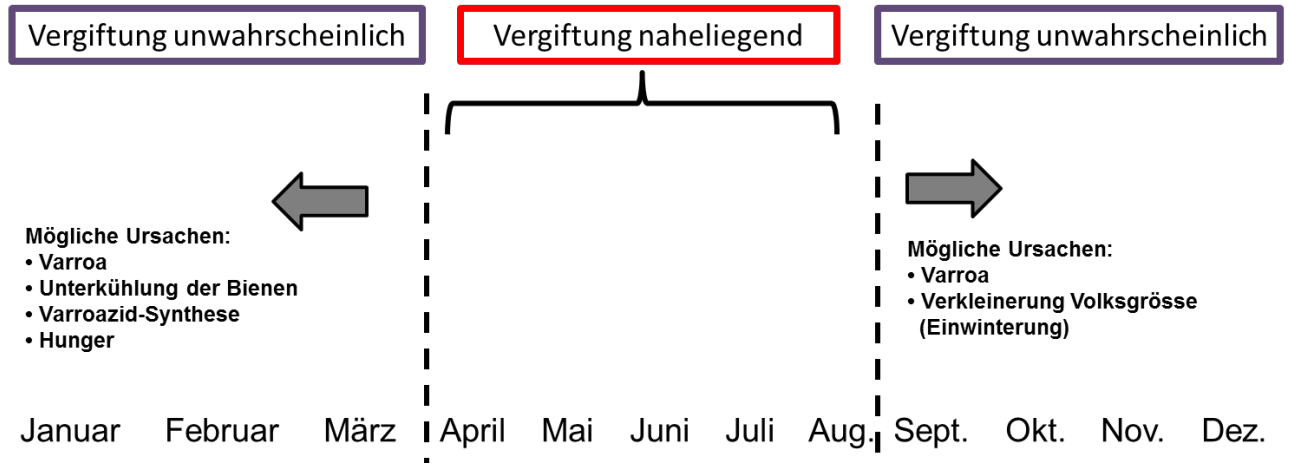 Vergiftung unwahrscheinlich
Vergiftung naheliegend
Vergiftung unwahrscheinlich
Mögliche Ursachen:
• Varroa
• Unterkühlung der Bienen
• Varroazid-Synthese
• Hunger
Mögliche Ursachen:
• Varroa
• Verkleinerung Volksgrösse
(Einwinterung)
Januar Februar März April Mai Juni Juli Aug. Sept. Okt. Nov. Dez.